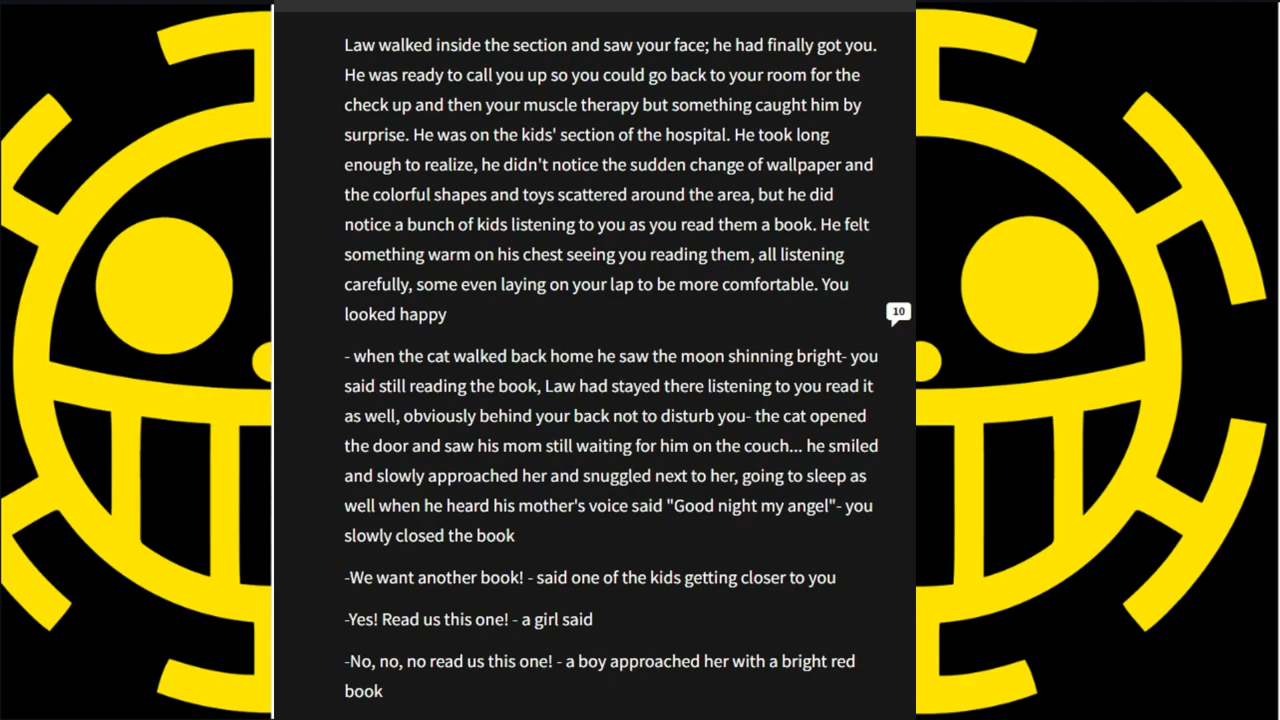 Law walked inside the section and saw your face; he had finally got you.
He was ready to call you up so you could go back to your room for the
check up and then your muscle therapy but something caught him by
surprise. He was on the kids' section of the hospital. He took long
enough to realize, he didn't notice the sudden change of wallpaper and
the colorful shapes and toys scattered around the area, but he did
notice a bunch of kids listening to you as you read them a book. He felt
something warm on his chest seeing you reading them, all listening
carefully, some even laying on your lap to be more comfortable. You
looked happy
10
- when the cat walked back home he saw the moon shinning bright- you
said still reading the book, Law had stayed there listening to you read it
as well, obviously behind your back not to disturb you- the cat opened
the door and saw his mom still waiting for him on the couch... he smiled
and slowly approached her and snuggled next to her, going to sleep as
well when he heard his mother's voice said "Good night my angel"- you
slowly closed the book
-We want another book! - said one of the kids getting closer to you
-Yes! Read us this one! - a girl said
-No, no, no read us this one! - a boy approached her with a bright red
book